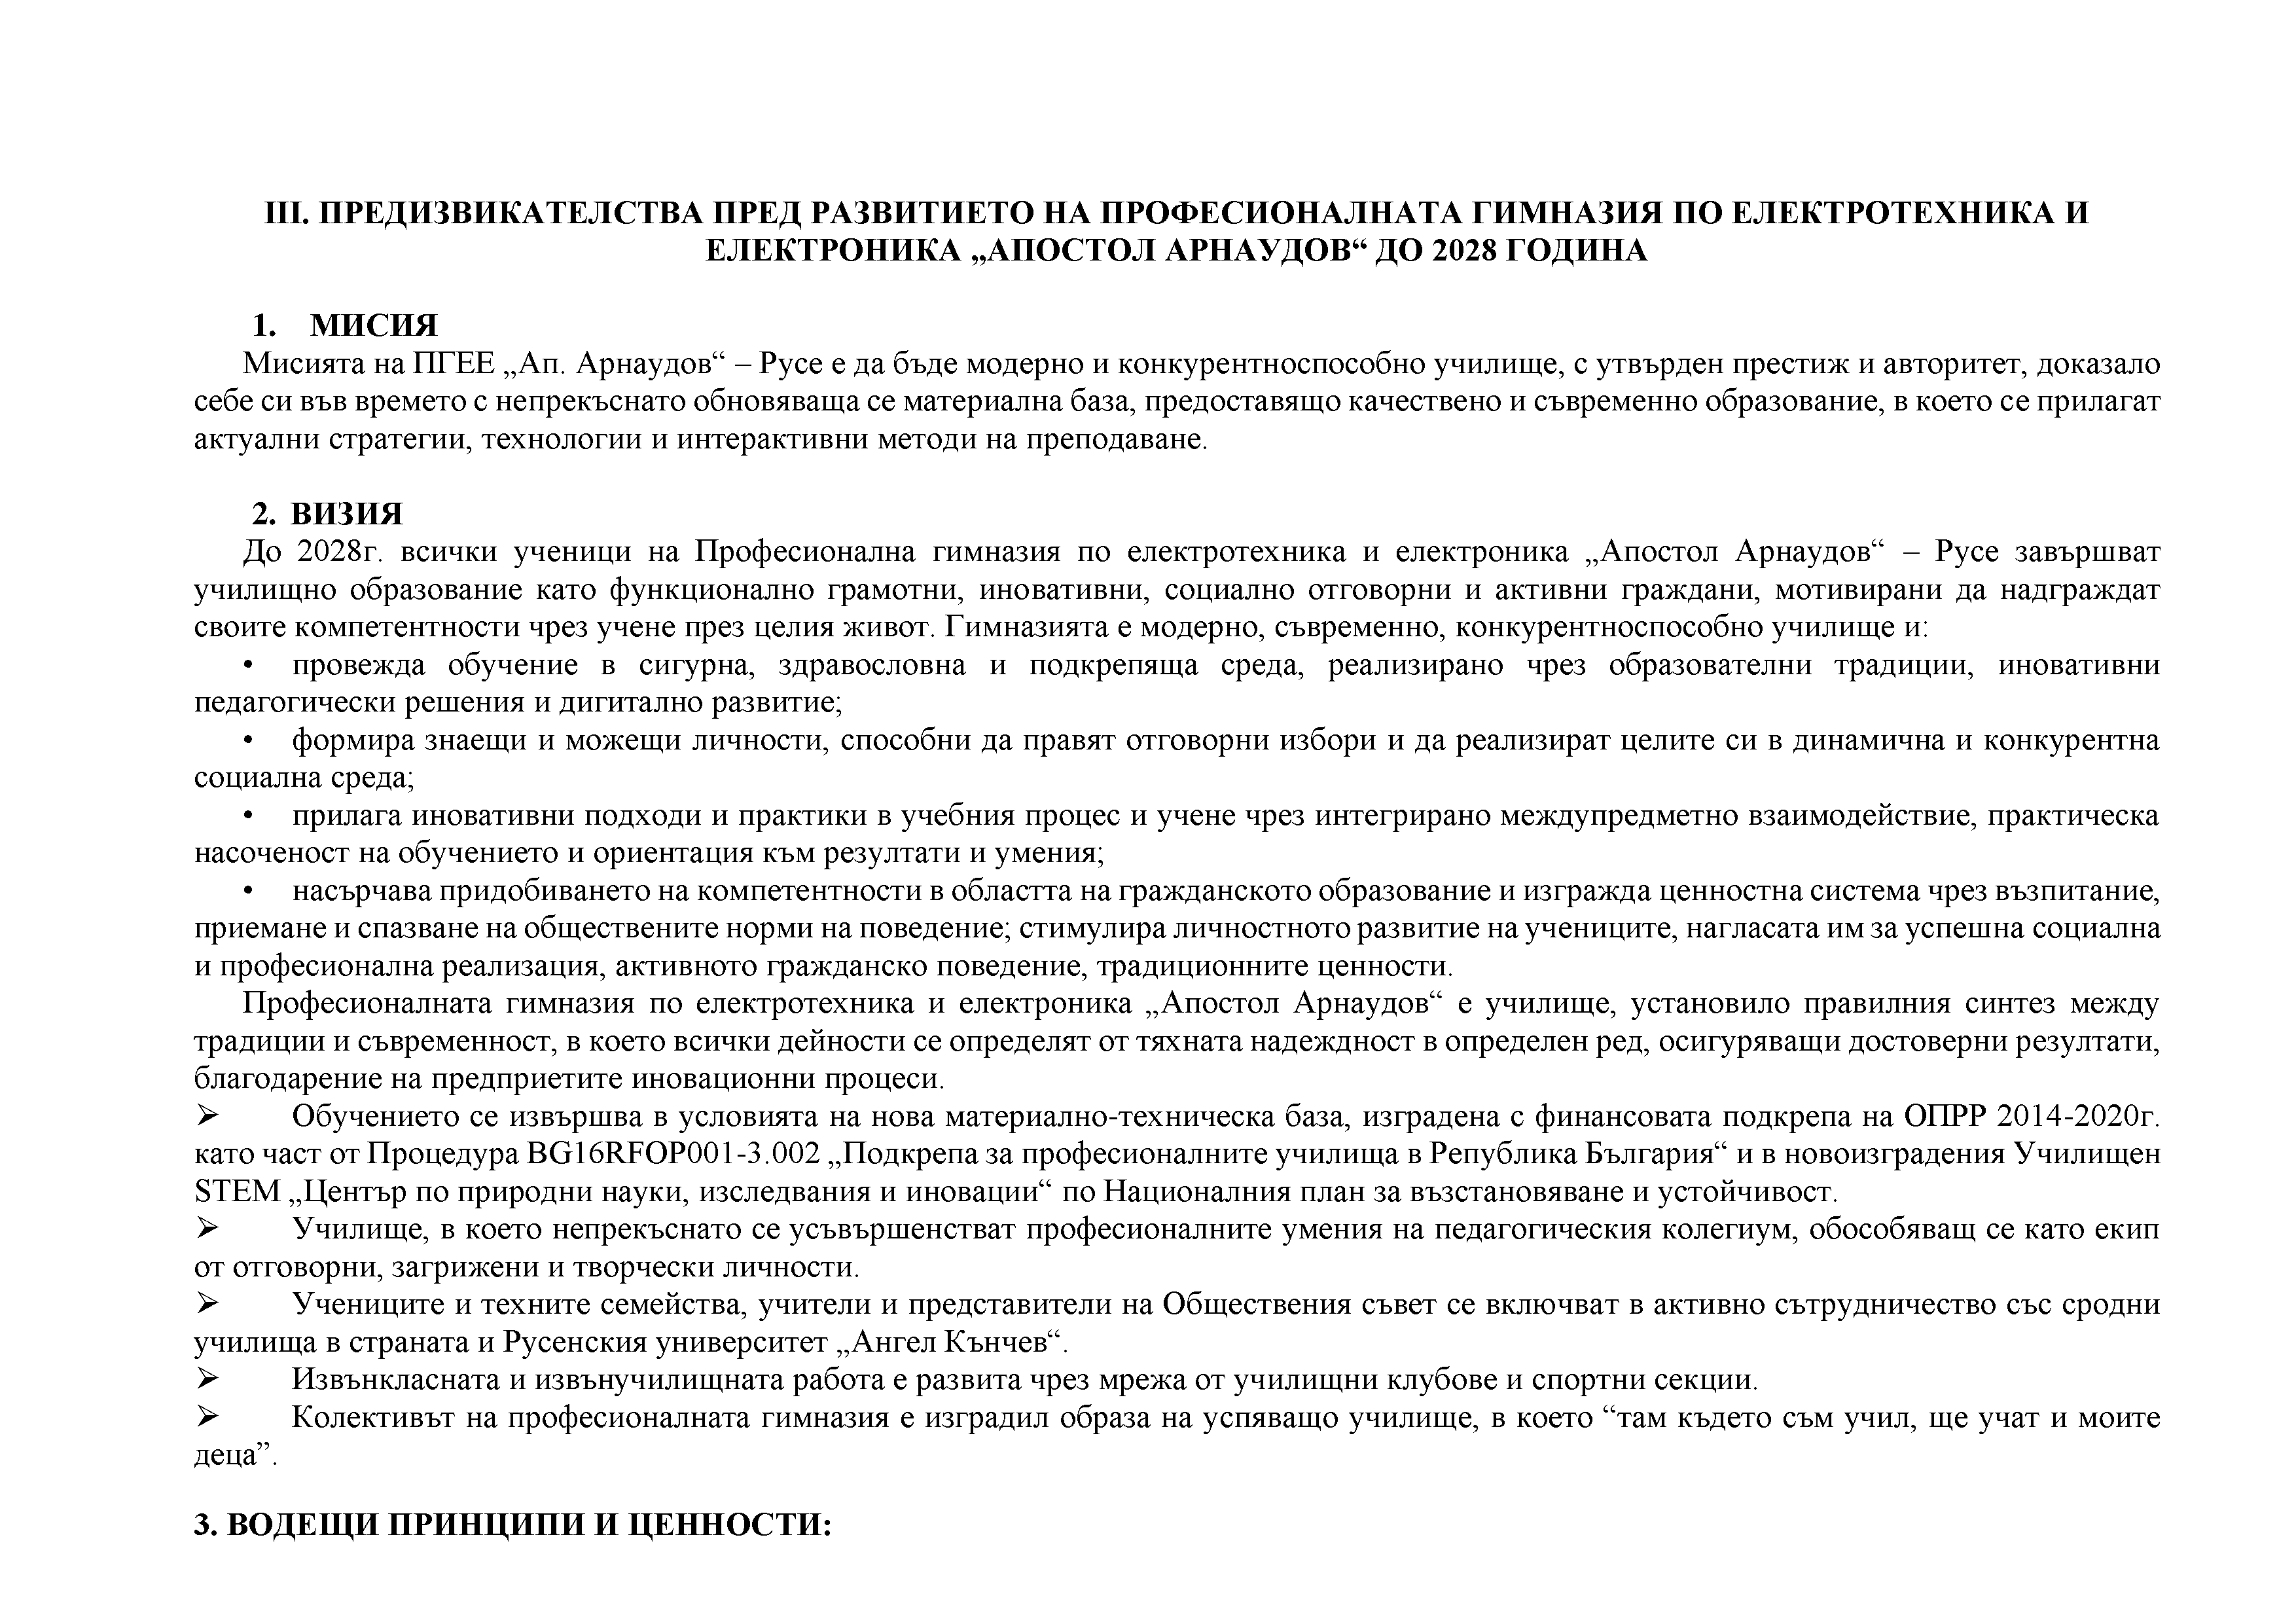 III. ПРЕДИЗВИКАТЕЛСТВА ПРЕД РАЗВИТИЕТО НА ПРОФЕСИОНАЛНАТА ГИМНАЗИЯ ПО ЕЛЕКТРОТЕХНИКА И
ЕЛЕКТРОНИКА „АПОСТОЛ АРНАУДОВ“ ДО 2028 ГОДИНА
1. МИСИЯ
Мисията на ПГЕЕ „Ап. Арнаудов“ – Русе е да бъде модерно и конкурентноспособно училище, с утвърден престиж и авторитет, доказало
себе си във времето с непрекъснато обновяваща се материална база, предоставящо качествено и съвременно образование, в което се прилагат
актуални стратегии, технологии и интерактивни методи на преподаване.
2. ВИЗИЯ
До 2028г. всички ученици на Професионална гимназия по електротехника и електроника „Апостол Арнаудов“ – Русе завършват
училищно образование като функционално грамотни, иновативни, социално отговорни и активни граждани, мотивирани да надграждат
своите компетентности чрез учене през целия живот. Гимназията е модерно, съвременно, конкурентноспособно училище и:
• провежда обучение в сигурна, здравословна и подкрепяща среда, реализирано чрез образователни традиции, иновативни
педагогически решения и дигитално развитие;
• формира знаещи и можещи личности, способни да правят отговорни избори и да реализират целите си в динамична и конкурентна
социална среда;
• прилага иновативни подходи и практики в учебния процес и учене чрез интегрирано междупредметно взаимодействие, практическа
насоченост на обучението и ориентация към резултати и умения;
• насърчава придобиването на компетентности в областта на гражданското образование и изгражда ценностна система чрез възпитание,
приемане и спазване на обществените норми на поведение; стимулира личностното развитие на учениците, нагласата им за успешна социална
и професионална реализация, активното гражданско поведение, традиционните ценности.
Професионалната гимназия по електротехника и електроника „Апостол Арнаудов“ е училище, установило правилния синтез между
традиции и съвременност, в което всички дейности се определят от тяхната надеждност в определен ред, осигуряващи достоверни резултати,
благодарение на предприетите иновационни процеси.
➢ Обучението се извършва в условията на нова материално-техническа база, изградена с финансовата подкрепа на ОПРР 2014-2020г.
като част от Процедура BG16RFOP001-3.002 „Подкрепа за професионалните училища в Република България“ и в новоизградения Училищен
STEM „Център по природни науки, изследвания и иновации“ по Националния план за възстановяване и устойчивост.
➢ Училище, в което непрекъснато се усъвършенстват професионалните умения на педагогическия колегиум, обособяващ се като екип
от отговорни, загрижени и творчески личности.
➢ Учениците и техните семейства, учители и представители на Обществения съвет се включват в активно сътрудничество със сродни
училища в страната и Русенския университет „Ангел Кънчев“.
➢ Извънкласната и извънучилищната работа е развита чрез мрежа от училищни клубове и спортни секции.
➢ Колективът на професионалната гимназия е изградил образа на успяващо училище, в което “там където съм учил, ще учат и моите
деца”.
3. ВОДЕЩИ ПРИНЦИПИ И ЦЕННОСТИ: